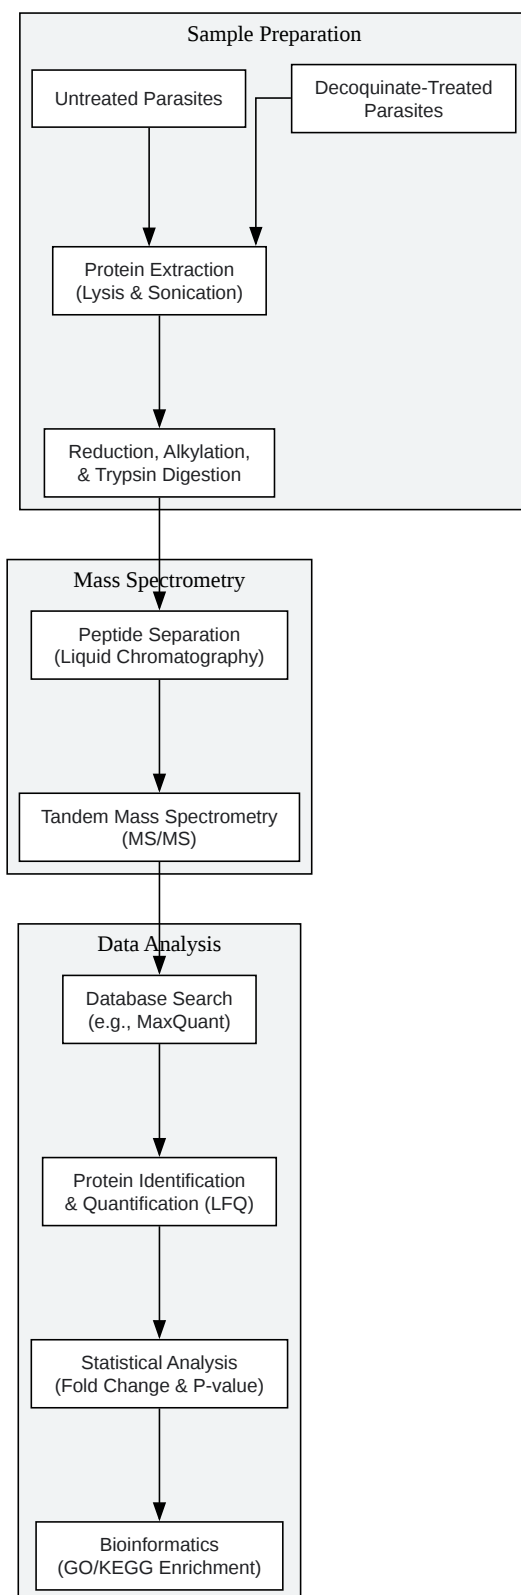 Sample Preparation
Untreated Parasites
Decoquinate-Treated
Parasites
Protein Extraction
(Lysis & Sonication)
Reduction, Alkylation,
& Trypsin Digestion
Mass Spectrometry
Peptide Separation
(Liquid Chromatography)
Tandem Mass Spectrometry
(MS/MS)
Data Analysis
Database Search
(e.g., MaxQuant)
Protein Identification
& Quantification (LFQ)
Statistical Analysis
(Fold Change & P-value)
Bioinformatics
(GO/KEGG Enrichment)